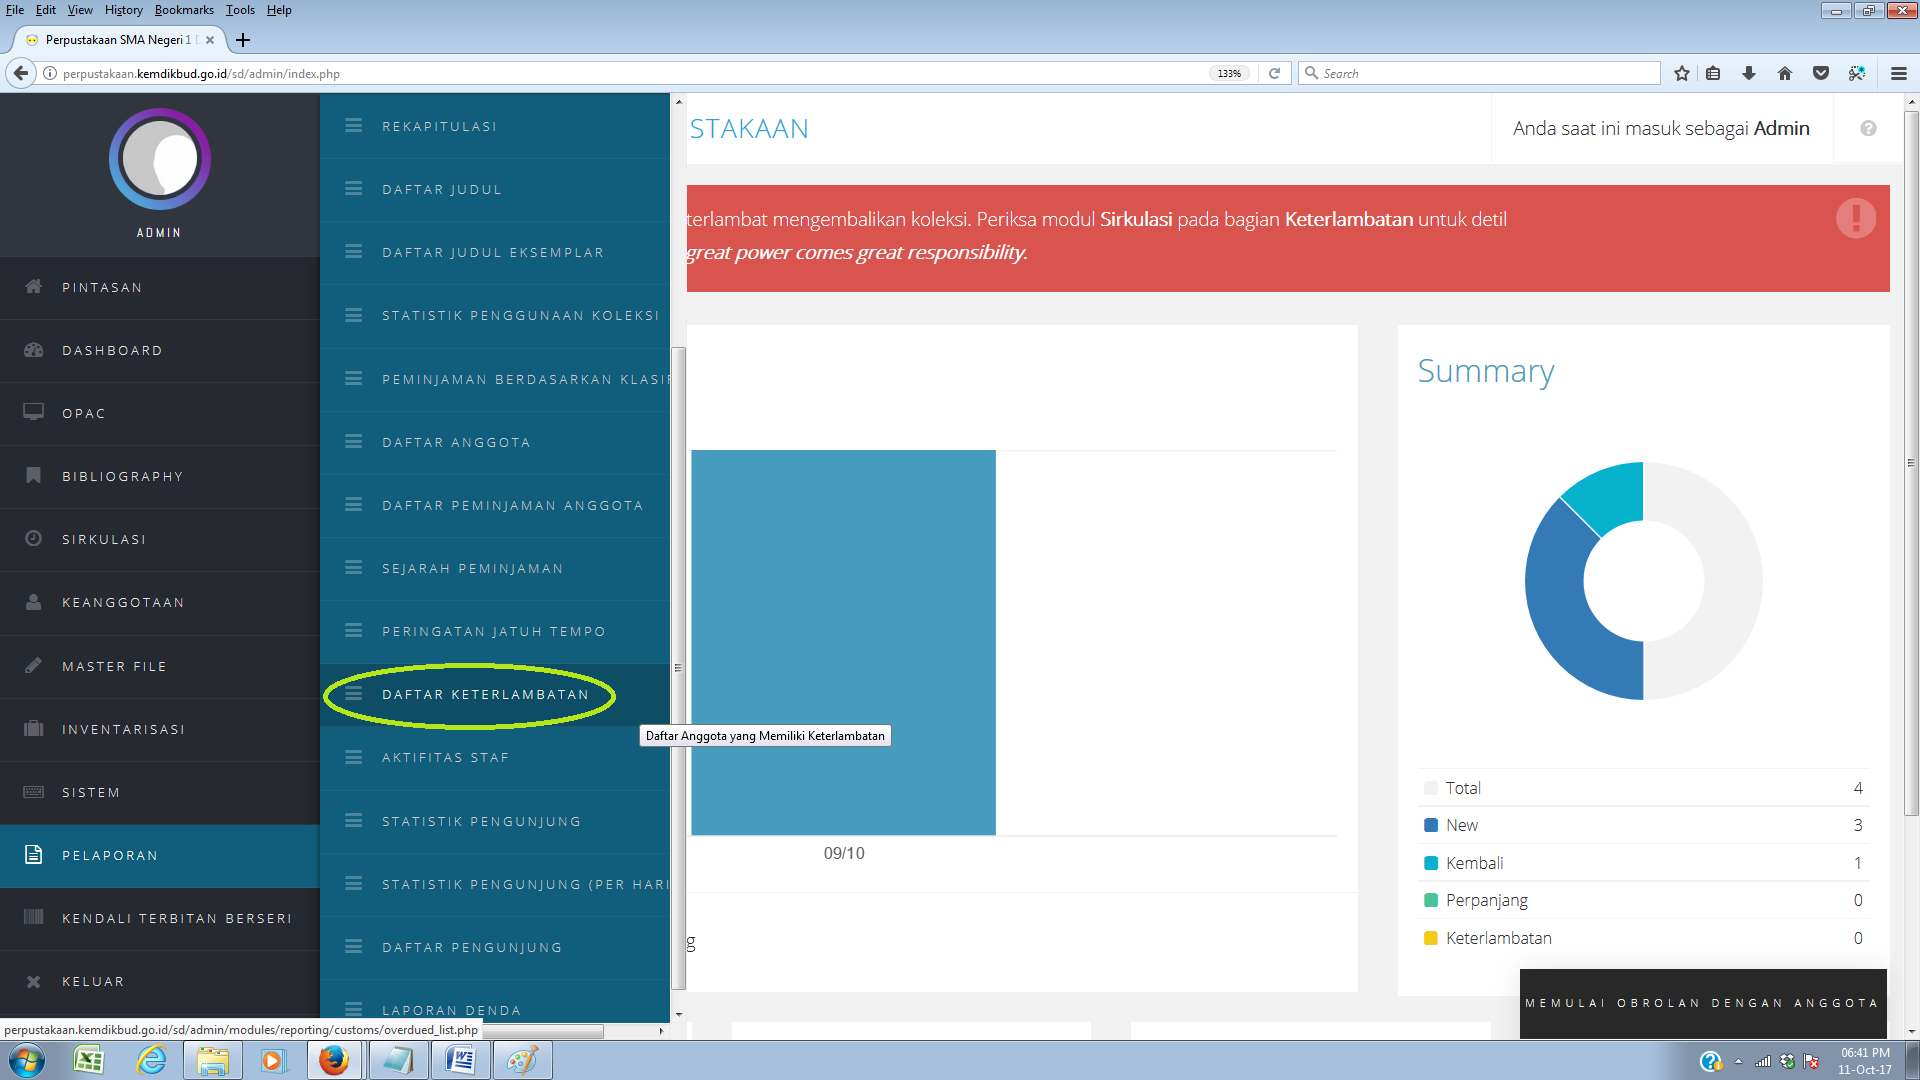 File Edit View History Bookmarks Tools Help
Perpustakaan SMA Negeri 1
perpustakaan.kemdikbud.go.id/sd/admin/index.php
133%
Search
ADMIN
PINTASAN
DASHBOARD
OPAC
BIBLIOGRAPHY
SIRKULASI
KEANGGOTAAN
MASTER FILE
INVENTARISASI
SISTEM
PELAPORAN
KENDALI TERBITAN BERSERI
KELUAR
REKAPITULASI
DAFTAR JUDUL
DAFTAR JUDUL EKSEMPLAR
STATISTIK PENGGUNAAN KOLEKSI
PEMINJAMAN BERDASARKAN KLASIF
DAFTAR ANGGOTA
DAFTAR PEMINJAMAN ANGGOTA
SEJARAH PEMINJAMAN
PERINGATAN JATUH TEMPO
DAFTAR KETERLAMBATAN
Daftar Anggota yang Memiliki Keterlambatan
AKTIFITAS STAF
STATISTIK PENGUNJUNG
STATISTIK PENGUNJUNG (PER HARI
DAFTAR PENGUNJUNG
LAPORAN DENDA
STAKAAN
Anda saat ini masuk sebagai Admin
terlambat mengembalikan koleksi. Periksa modul Sirkulasi pada bagian Keterlambatan untuk detil
great power comes great responsibility.
09/10
g
Summary
Total 4
New 3
Kembali 1
Perpanjang 0
Keterlambatan 0
MEMULAI OBROLAN DENGAN ANGGOTA
perpustakaan.kemdikbud.go.id/sd/admin/modules/reporting/customs/overdued_list.php
06:41 PM
11-Oct-17